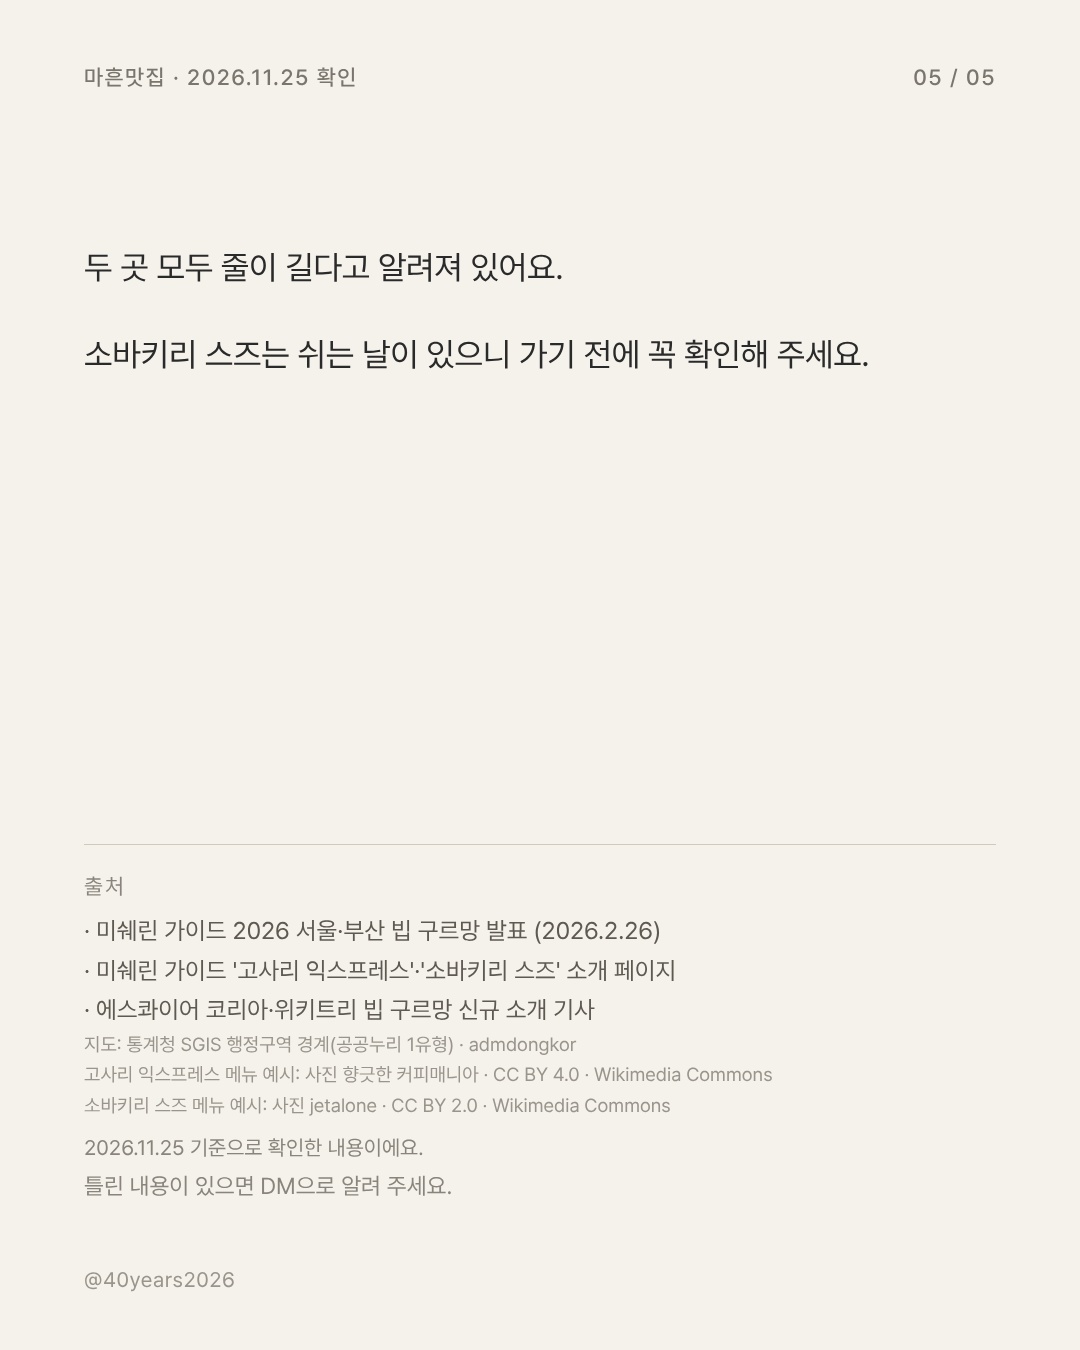 마흔맛집 · 2026.11.25 확인
05 / 05
두 곳 모두 줄이 길다고 알려져 있어요.
소바키리 스즈는 쉬는 날이 있으니 가기 전에 꼭 확인해 주세요.
출처
· 미쉐린 가이드 2026 서울·부산 빕 구르망 발표 (2026.2.26)
· 미쉐린 가이드 '고사리 익스프레스'·'소바키리 스즈' 소개 페이지
· 에스콰이어 코리아·위키트리 빕 구르망 신규 소개 기사
지도: 통계청 SGIS 행정구역 경계(공공누리 1유형) · admdongkor
고사리 익스프레스 메뉴 예시: 사진 향긋한 커피매니아 · CC BY 4.0 · Wikimedia Commons
소바키리 스즈 메뉴 예시: 사진 jetalone · CC BY 2.0 · Wikimedia Commons
2026.11.25 기준으로 확인한 내용이에요.
틀린 내용이 있으면 DM으로 알려 주세요.
@40years2026